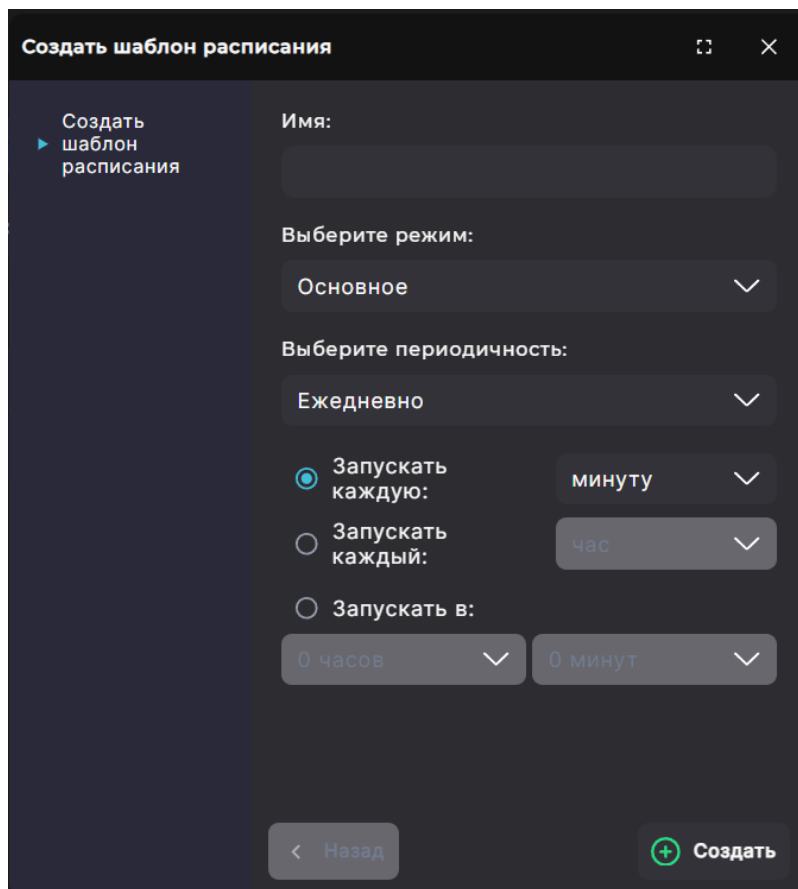 Создать шаблон расписания
Создать
шаблон
расписания
Имя:
Выберите режим:
Основное
Выберите периодичность:
Ежедневно
Запускать
каждую:
минуту
Запускать
каждый:
час
Запускать в:
0 часов
0 минут
Назад
Создать